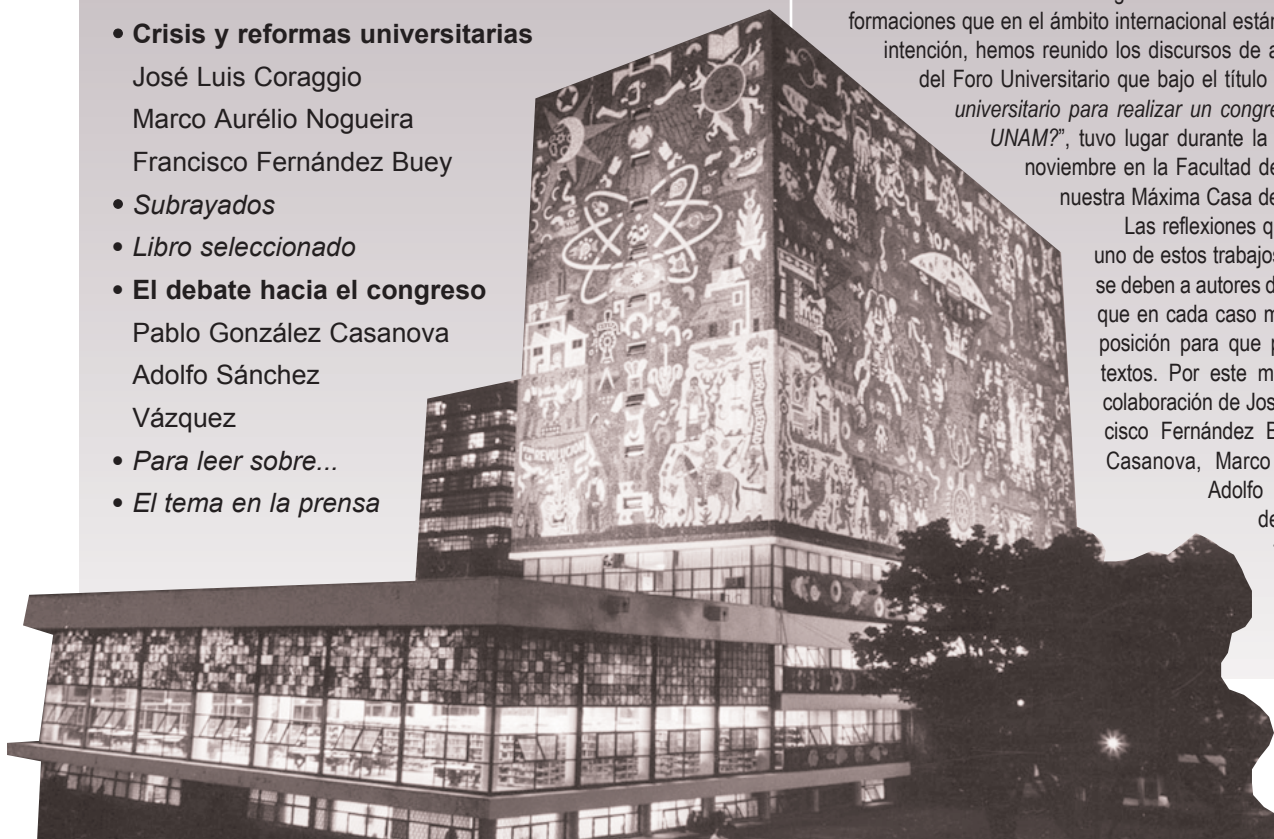 • Crisis y reformas universitarias
José Luis Coraggio
Marco Aurélio Nogueira
Francisco Fernández Buey
• Subrayados
• Libro seleccionado
• El debate hacia el congreso
Pablo González Casanova
Adolfo Sánchez
Vázquez
• Para leer sobre...
• El tema en la prensa
formaciones que en el ámbito internacional están
intención, hemos reunido los discursos de a
del Foro Universitario que bajo el título
universitario para realizar un congre
UNAM?", tuvo lugar durante la
noviembre en la Facultad de
nuestra Máxima Casa de
Las reflexiones q
uno de estos trabajos
se deben a autores d
que en cada caso m
posición para que p
textos. Por este m
colaboración de Jos
cisco Fernández B
Casanova, Marco
Adolfo
de